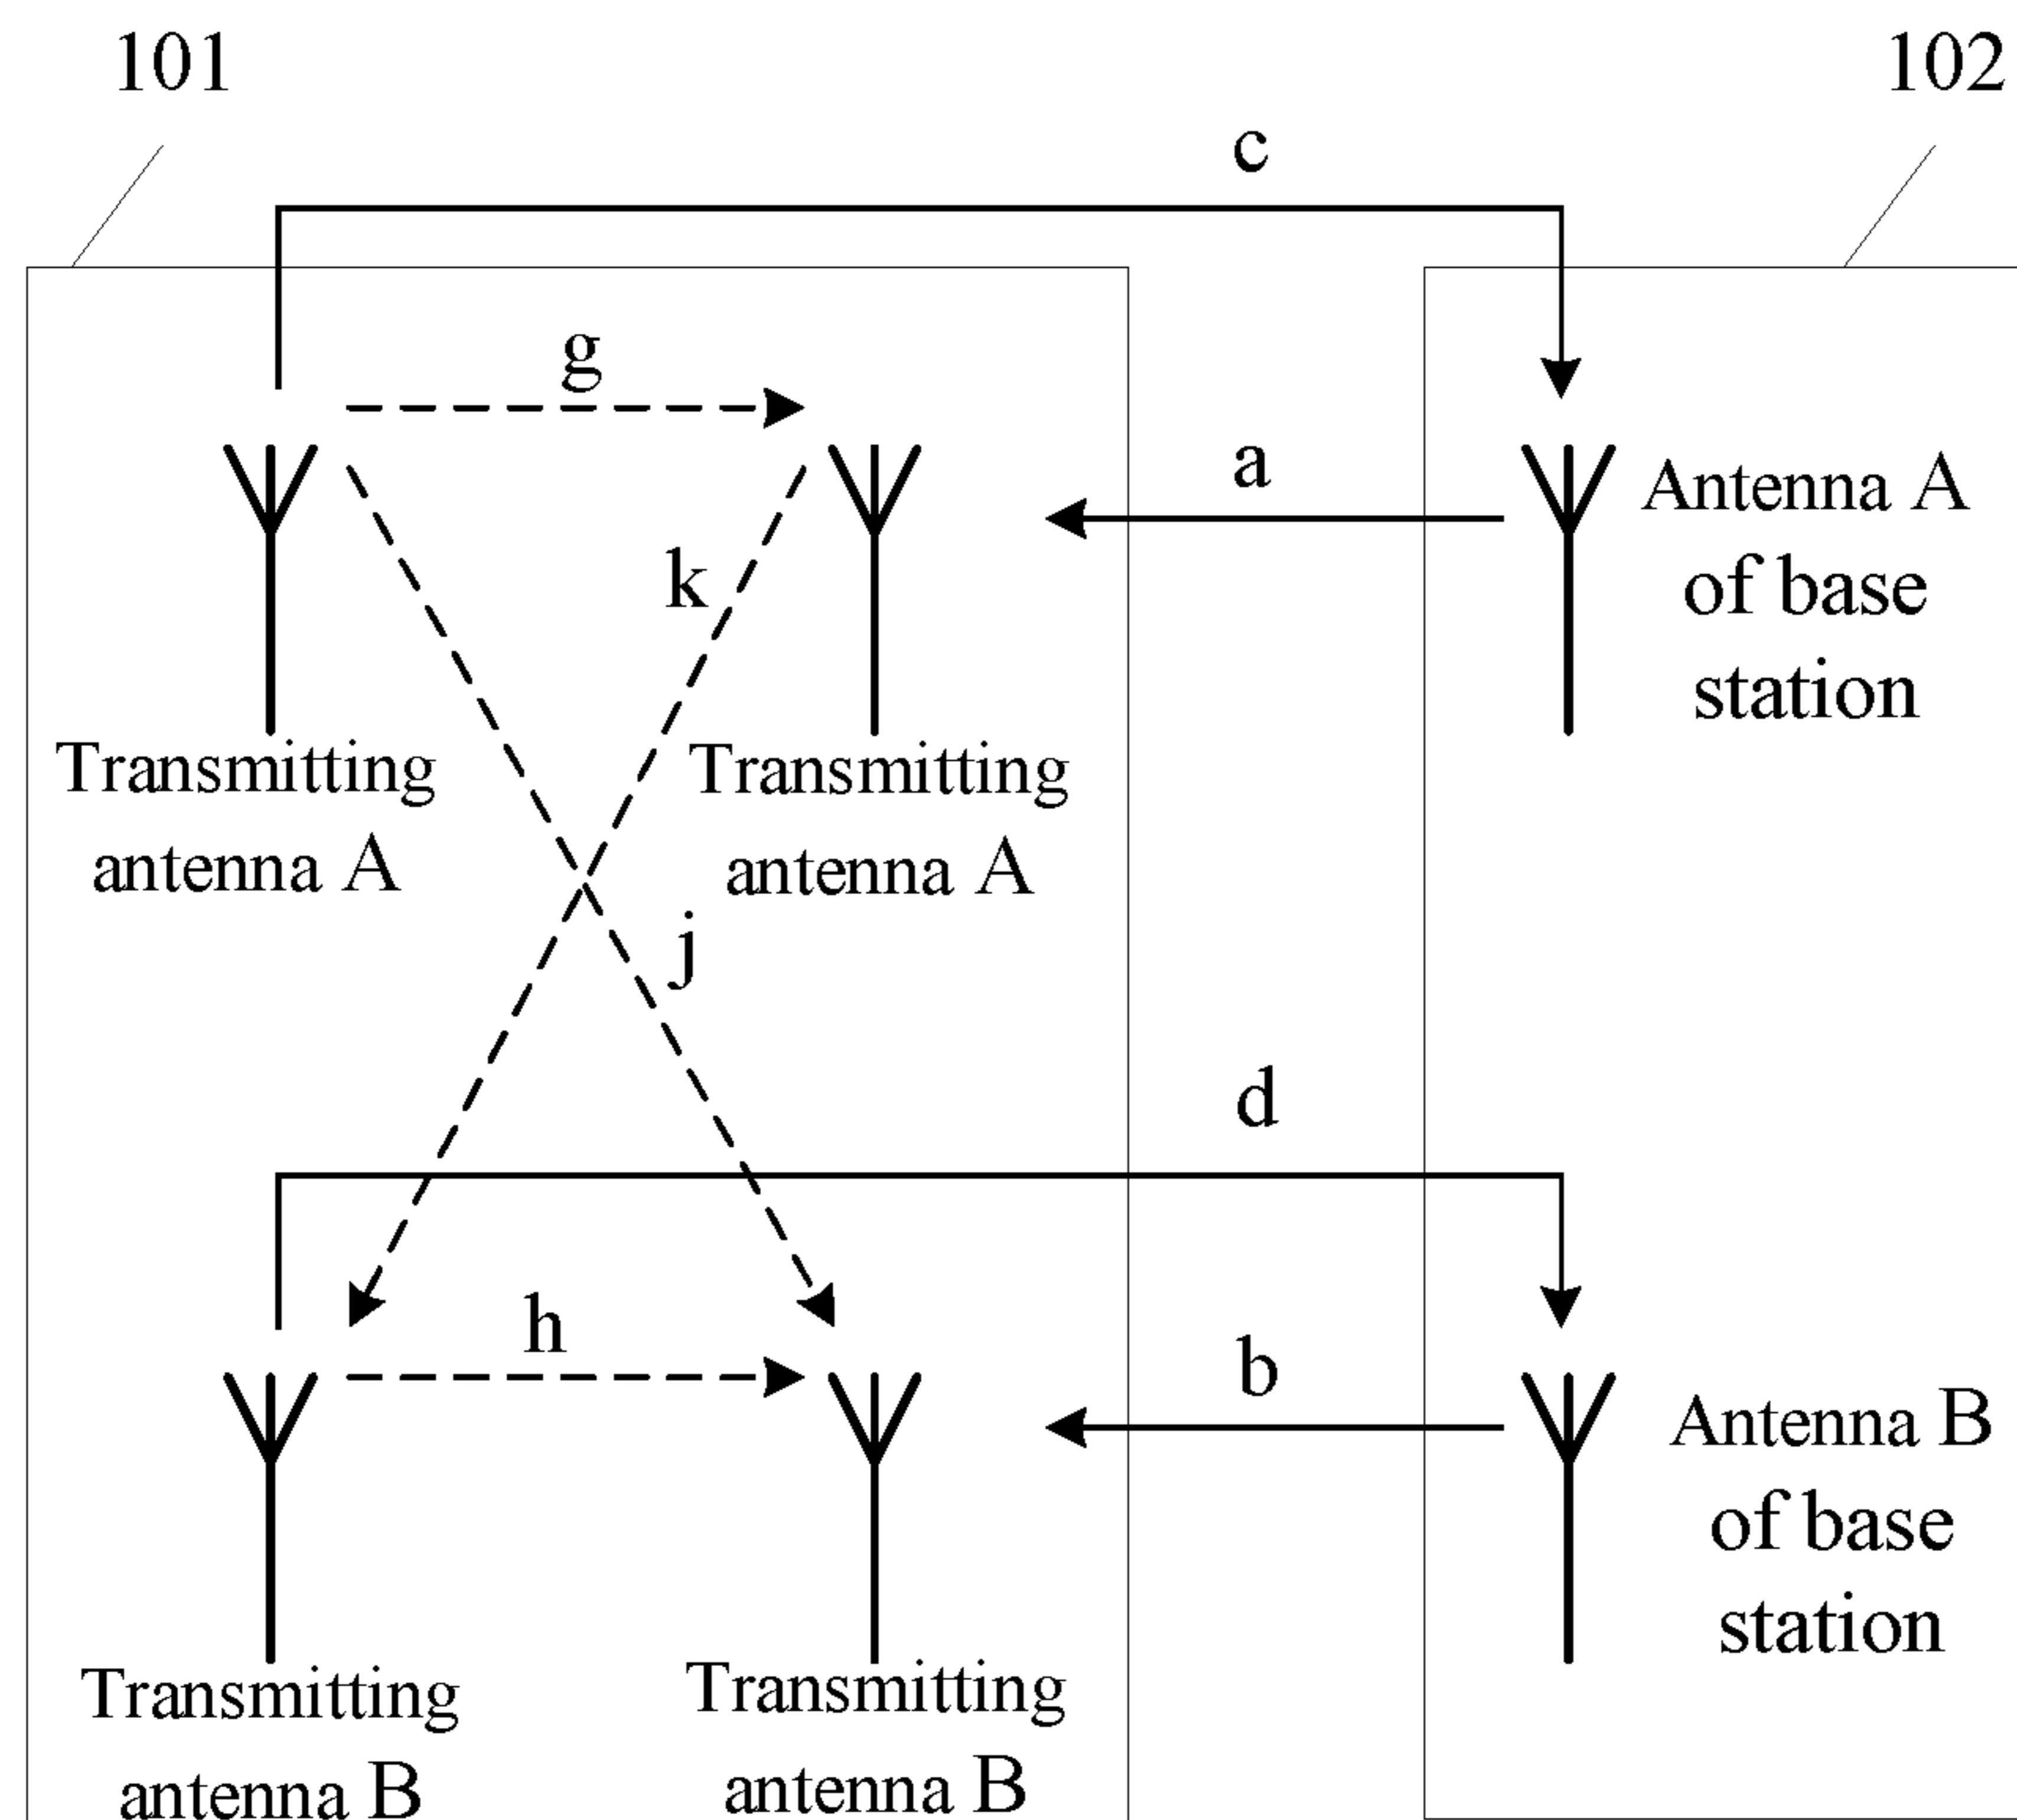 101
102
c
g
a
Antenna A
of base
station
k
Transmitting
antenna A
Transmitting
antenna A
j
d
h
b
Antenna B
of base
station
Transmitting
antenna B
Transmitting
antenna B